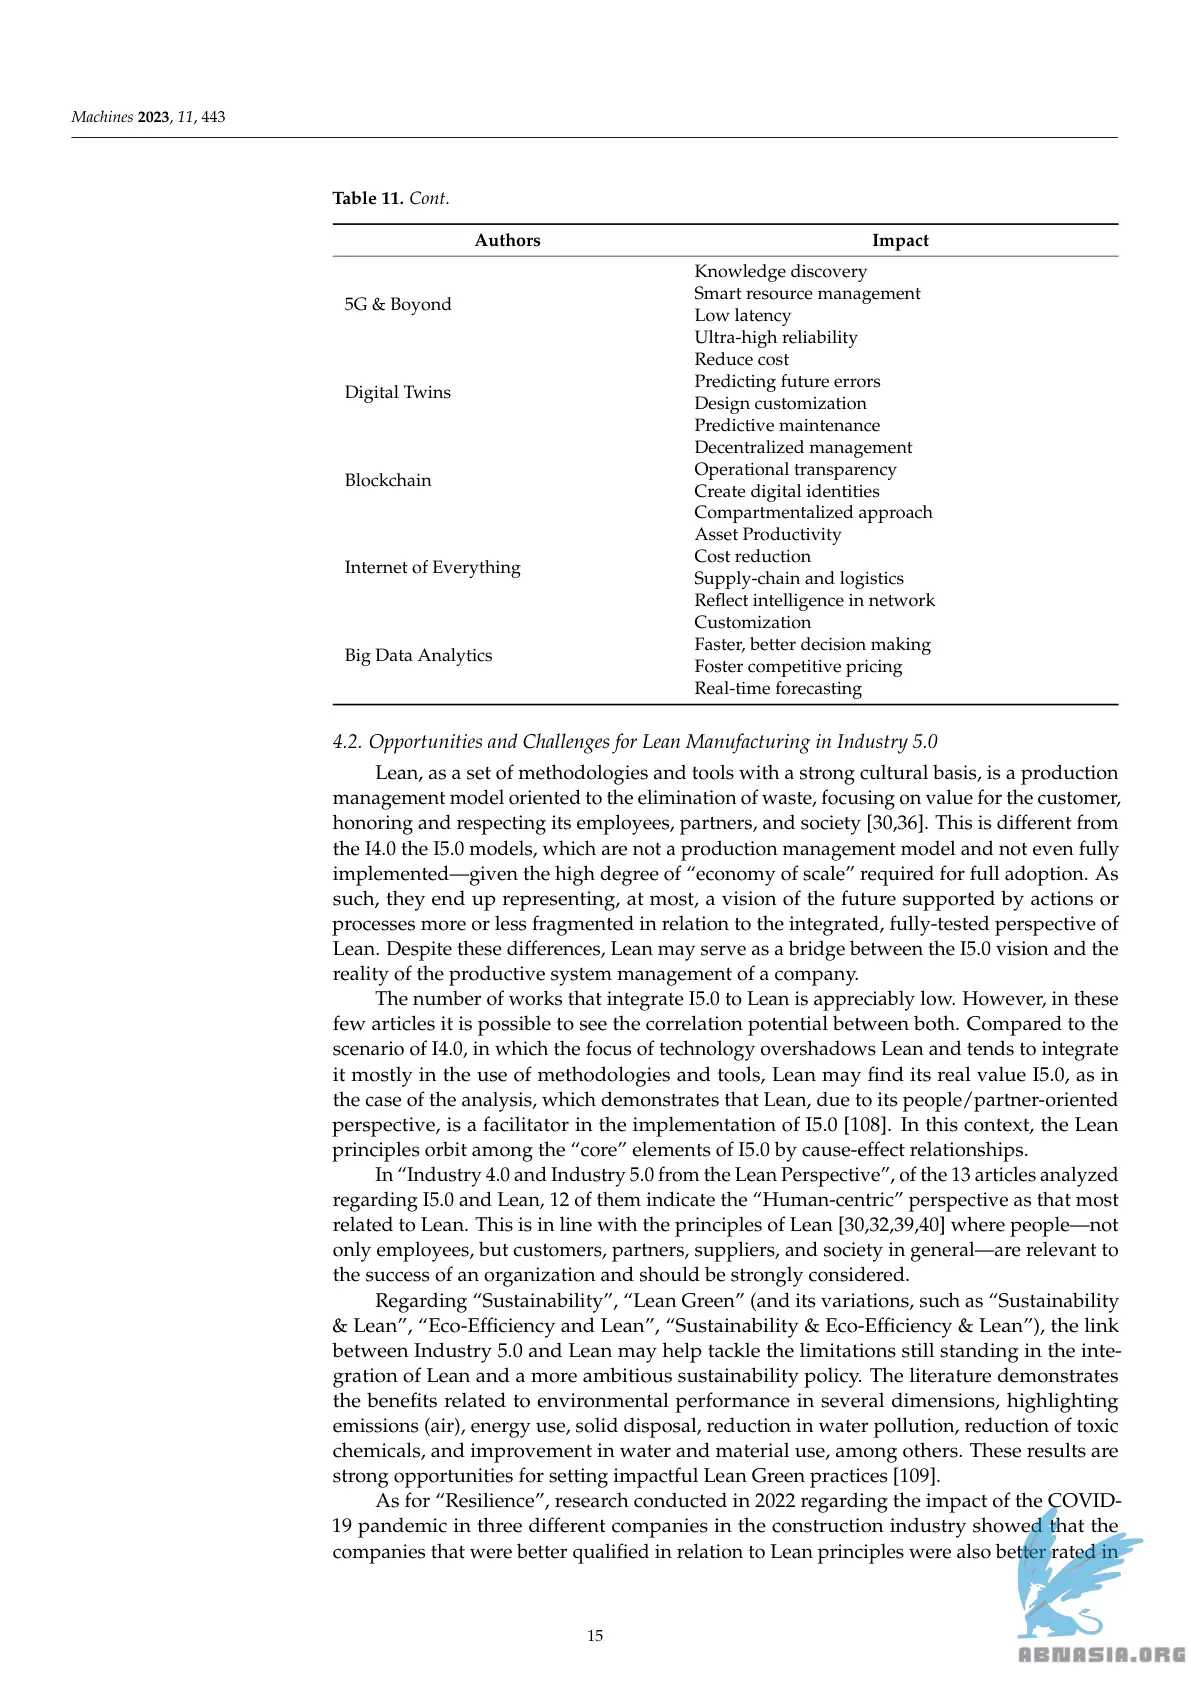 Machines 2023, 11, 443
Table 11. Cont.
Authors Impact
5G & Boyond
Knowledge discovery
Smart resource management
Low latency
Ultra-high reliability
Digital Twins
Reduce cost
Predicting future errors
Design customization
Predictive maintenance
Blockchain
Decentralized management
Operational transparency
Create digital identities
Compartmentalized approach
Internet of Everything
Asset Productivity
Cost reduction
Supply-chain and logistics
Reflect intelligence in network
Big Data Analytics
Customization
Faster, better decision making
Foster competitive pricing
Real-time forecasting
4.2. Opportunities and Challenges for Lean Manufacturing in Industry 5.0
Lean, as a set of methodologies and tools with a strong cultural basis, is a production
management model oriented to the elimination of waste, focusing on value for the customer,
honoring and respecting its employees, partners, and society [30,36]. This is different from
the I4.0 the I5.0 models, which are not a production management model and not even fully
implemented—given the high degree of “economy of scale” required for full adoption. As
such, they end up representing, at most, a vision of the future supported by actions or
processes more or less fragmented in relation to the integrated, fully-tested perspective of
Lean. Despite these differences, Lean may serve as a bridge between the I5.0 vision and the
reality of the productive system management of a company.
The number of works that integrate I5.0 to Lean is appreciably low. However, in these
few articles it is possible to see the correlation potential between both. Compared to the
scenario of I4.0, in which the focus of technology overshadows Lean and tends to integrate
it mostly in the use of methodologies and tools, Lean may find its real value I5.0, as in
the case of the analysis, which demonstrates that Lean, due to its people/partner-oriented
perspective, is a facilitator in the implementation of I5.0 [108]. In this context, the Lean
principles orbit among the “core” elements of I5.0 by cause-effect relationships.
In “Industry 4.0 and Industry 5.0 from the Lean Perspective”, of the 13 articles analyzed
regarding I5.0 and Lean, 12 of them indicate the “Human-centric” perspective as that most
related to Lean. This is in line with the principles of Lean [30,32,39,40] where people—not
only employees, but customers, partners, suppliers, and society in general—are relevant to
the success of an organization and should be strongly considered.
Regarding “Sustainability”, “Lean Green” (and its variations, such as “Sustainability
& Lean”, “Eco-Efficiency and Lean”, “Sustainability & Eco-Efficiency & Lean”), the link
between Industry 5.0 and Lean may help tackle the limitations still standing in the inte-
gration of Lean and a more ambitious sustainability policy. The literature demonstrates
the benefits related to environmental performance in several dimensions, highlighting
emissions (air), energy use, solid disposal, reduction in water pollution, reduction of toxic
chemicals, and improvement in water and material use, among others. These results are
strong opportunities for setting impactful Lean Green practices [109].
As for “Resilience”, research conducted in 2022 regarding the impact of the COVID-
19 pandemic in three different companies in the construction industry showed that the
companies that were better qualified in relation to Lean principles were also better rated in
15
ABNASIA.ORG